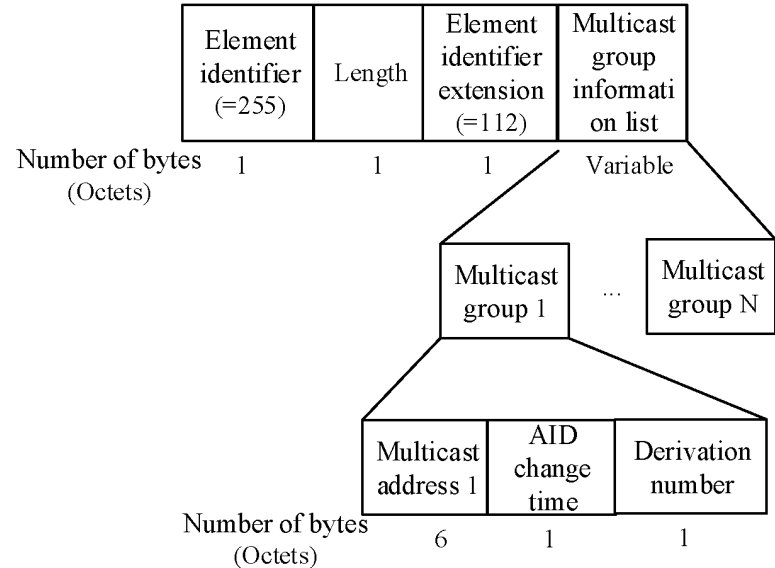 Element
identifier
(=255)
Length
Element
identifier
extension
(=112)
Multicast
group
informati
on list
Number of bytes
(Octets)
1
1
1
Variable
Multicast
group 1
...
Multicast
group N
Multicast
address 1
AID
change
time
Derivation
number
Number of bytes
(Octets)
6
1
1